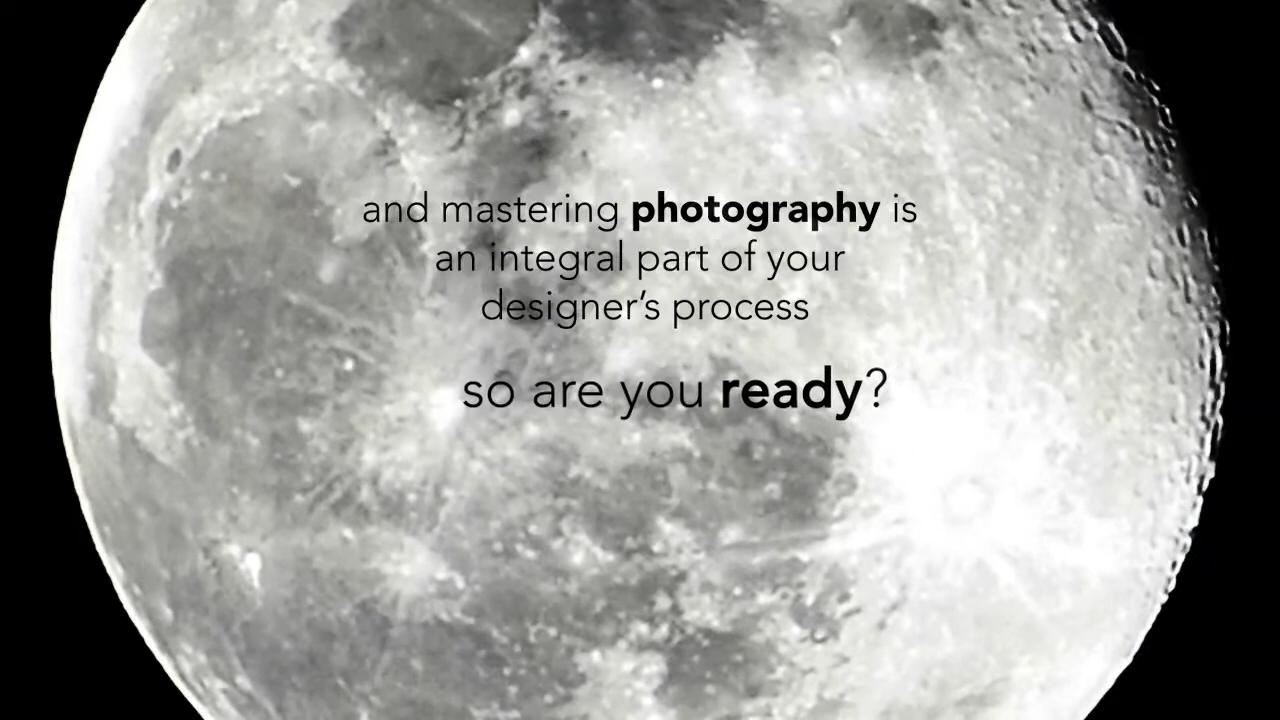 and mastering photography is
an integral part of your
designer’s process
so are you ready?